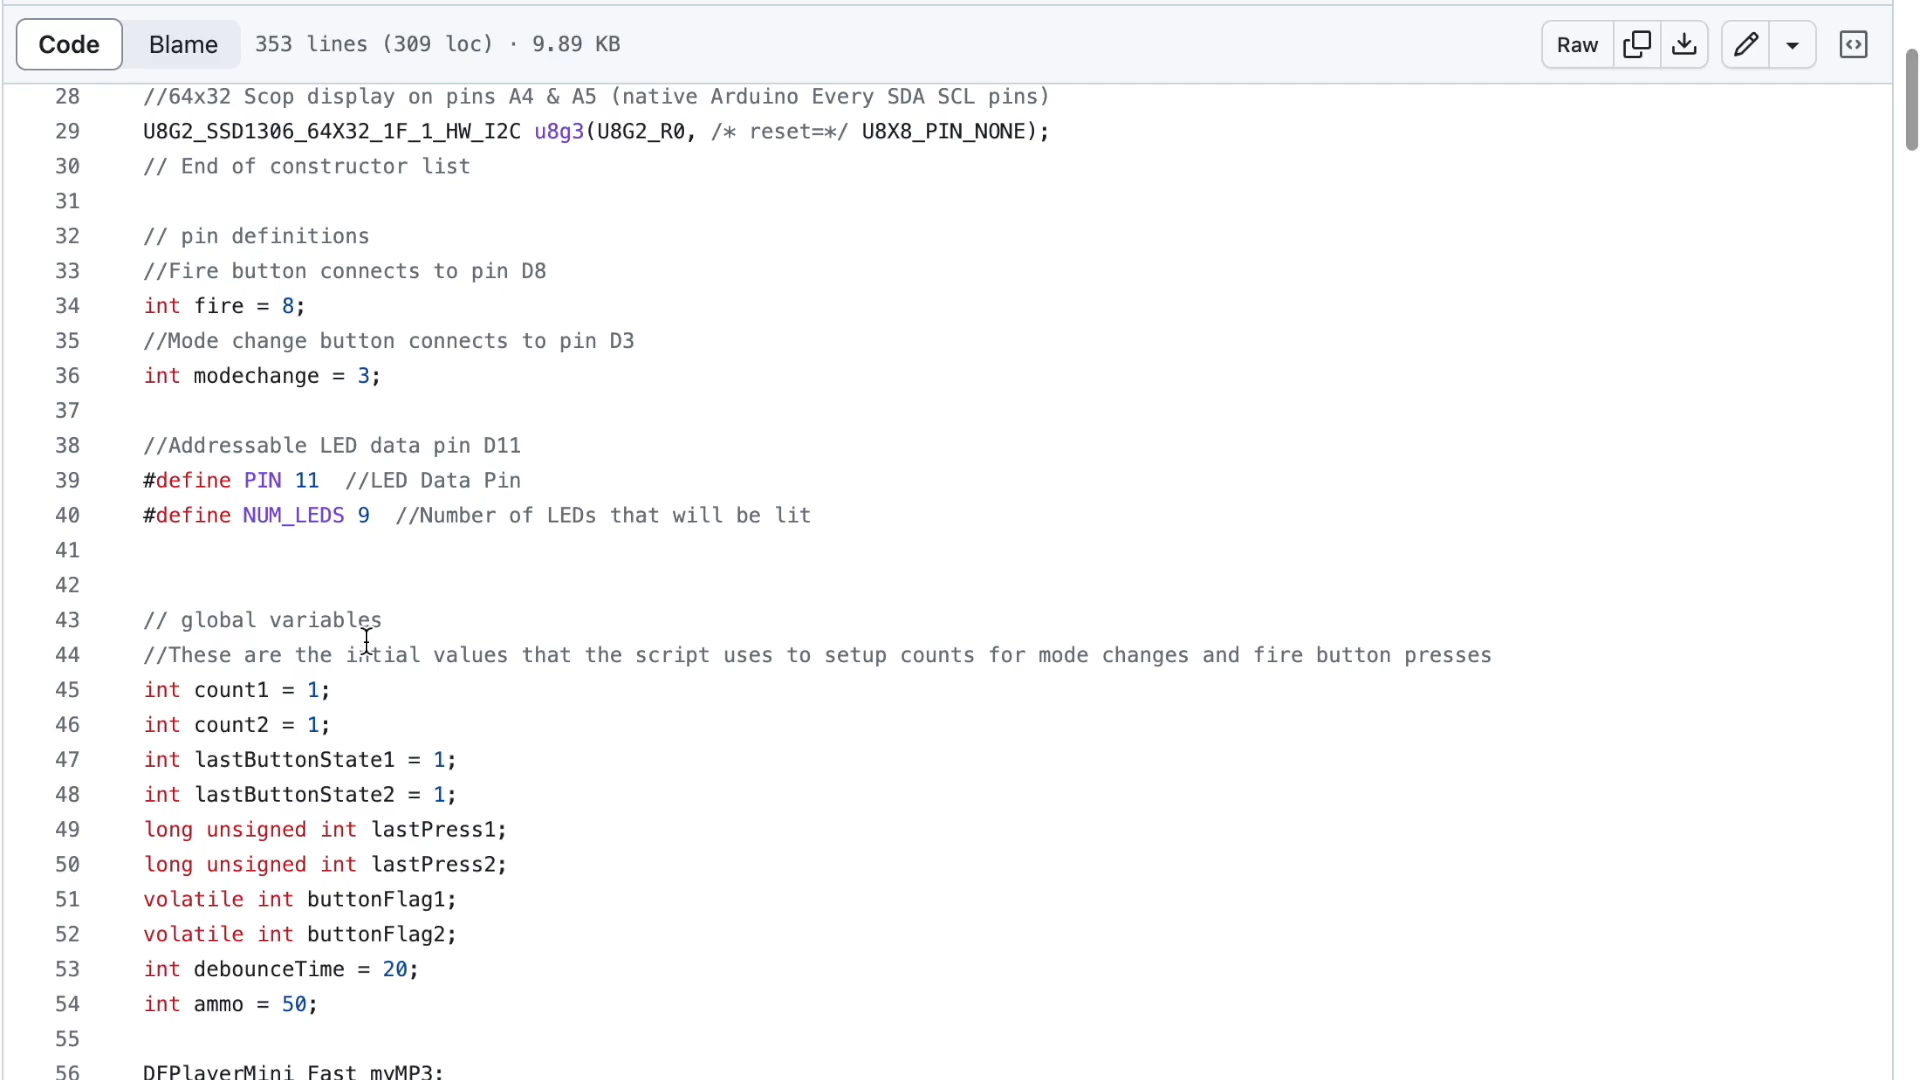 Code Blame 353 lines (309 loc) · 9.89 KB Raw
28 //64x32 Scop display on pins A4 & A5 (native Arduino Every SDA SCL pins)
29 U8G2_SSD1306_64X32_1F_1_HW_I2C u8g3(U8G2_R0, /* reset=*/ U8X8_PIN_NONE);
30 // End of constructor list
31
32 // pin definitions
33 //Fire button connects to pin D8
34 int fire = 8;
35 //Mode change button connects to pin D3
36 int modechange = 3;
37
38 //Addressable LED data pin D11
39 #define PIN 11  //LED Data Pin
40 #define NUM_LEDS 9  //Number of LEDs that will be lit
41
42
43 // global variables
44 //These are the intial values that the script uses to setup counts for mode changes and fire button presses
45 int count1 = 1;
46 int count2 = 1;
47 int lastButtonState1 = 1;
48 int lastButtonState2 = 1;
49 long unsigned int lastPress1;
50 long unsigned int lastPress2;
51 volatile int buttonFlag1;
52 volatile int buttonFlag2;
53 int debounceTime = 20;
54 int ammo = 50;
55
56 DFPlayerMini_Fast myMP3;